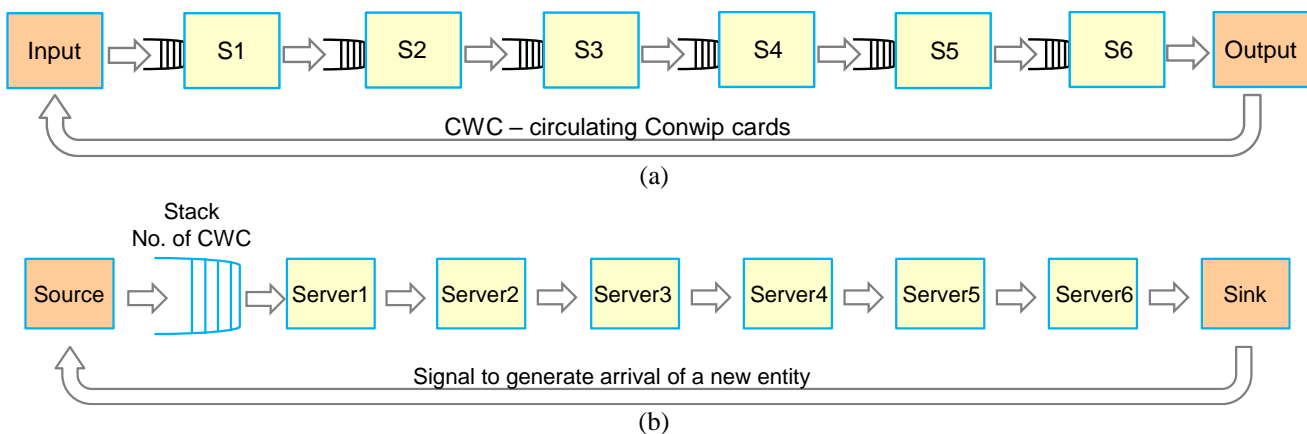 Input
S1
S2
S3
S4
S5
S6
Output
CWC – circulating Conwip cards
(a)
Stack
No. of CWC
Source
Server1
Server2
Server3
Server4
Server5
Server6
Sink
Signal to generate arrival of a new entity
(b)